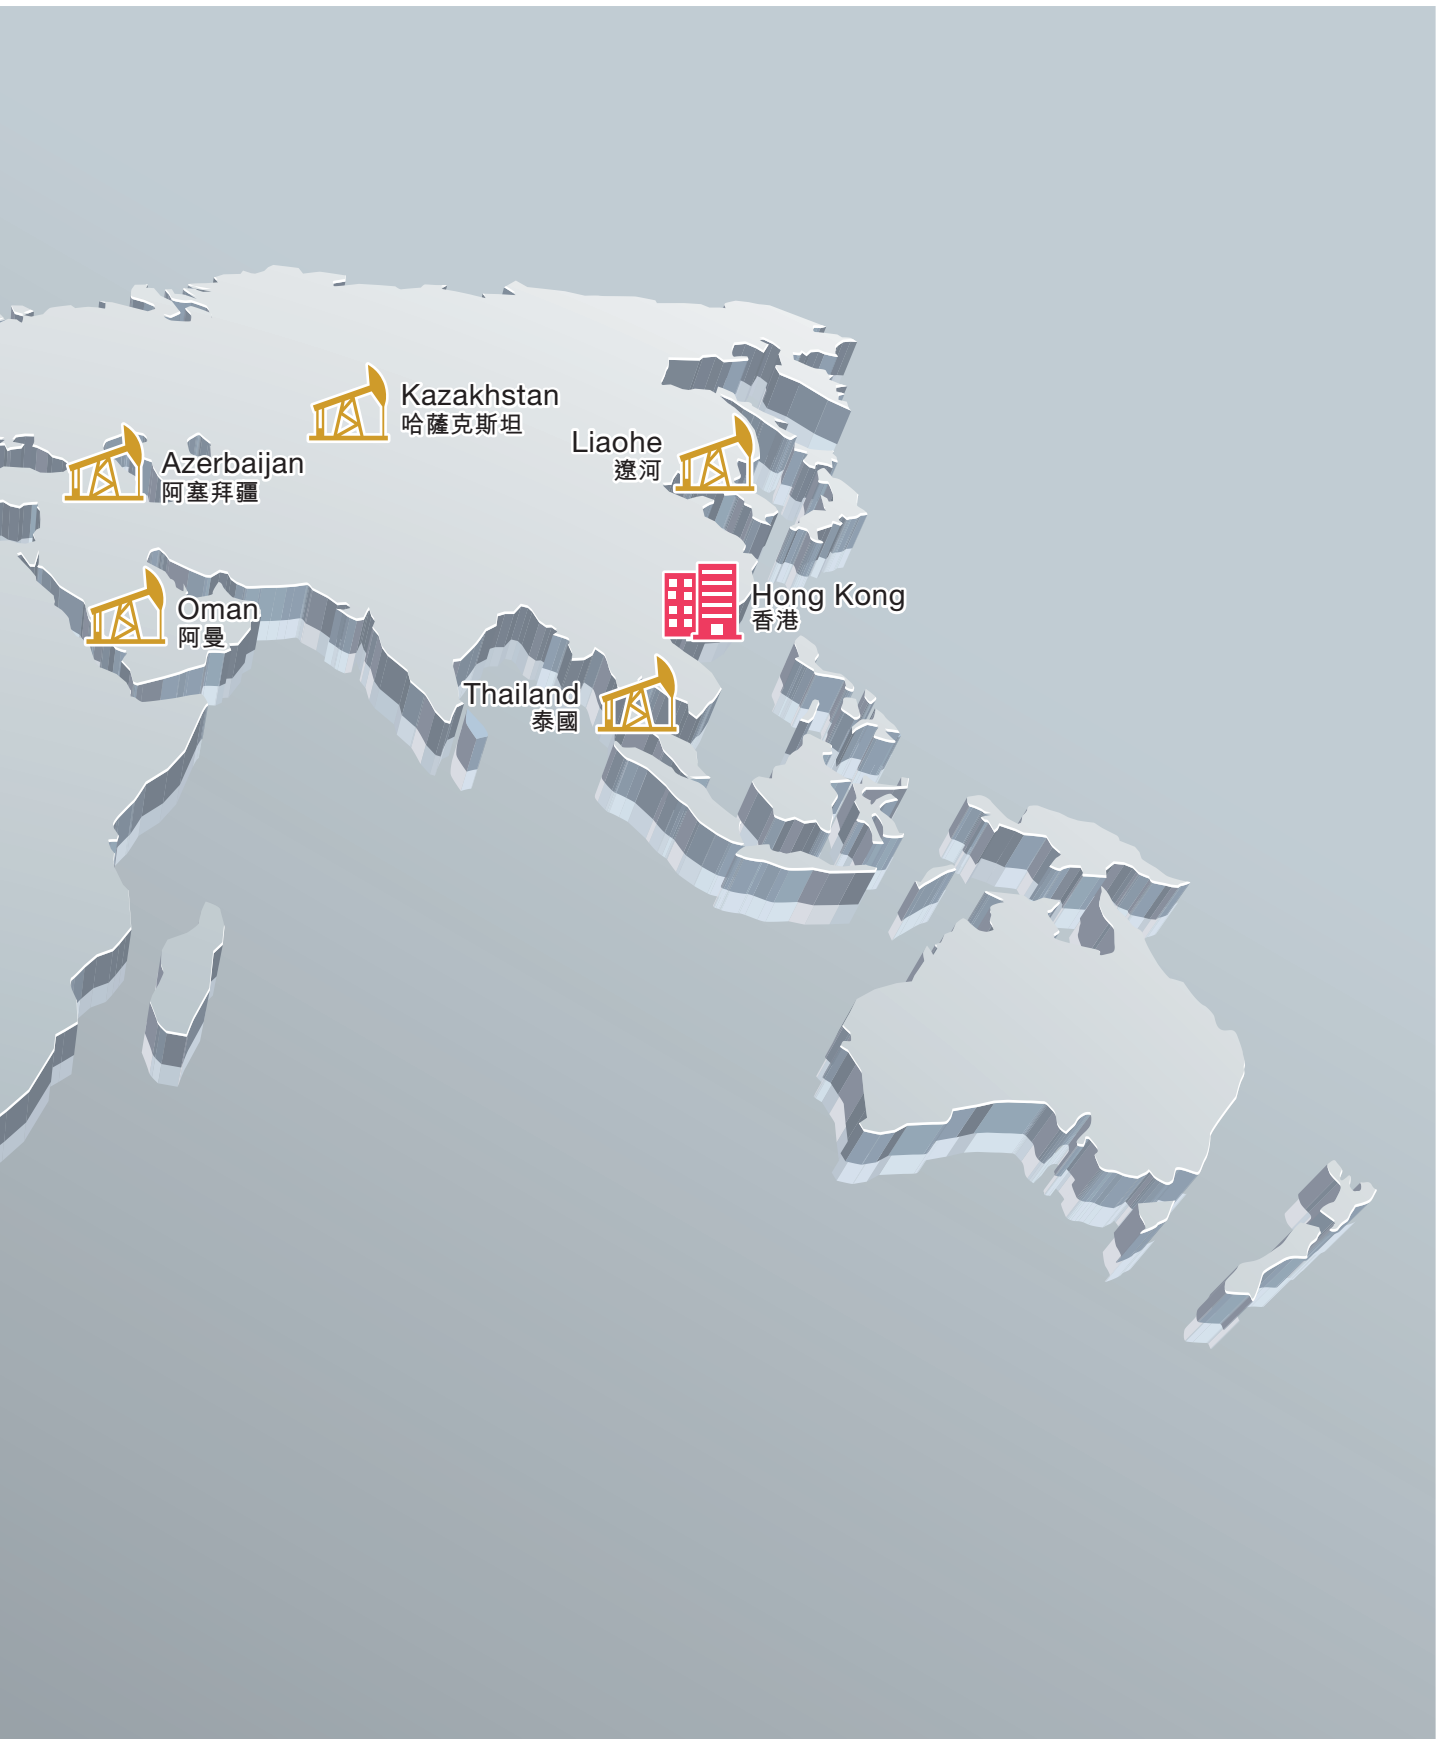 Kazakhstan
哈薩克斯坦
Liaohe
遼河
Azerbaijan
阿塞拜疆
Hong Kong
香港
Oman
阿曼
Thailand
泰國